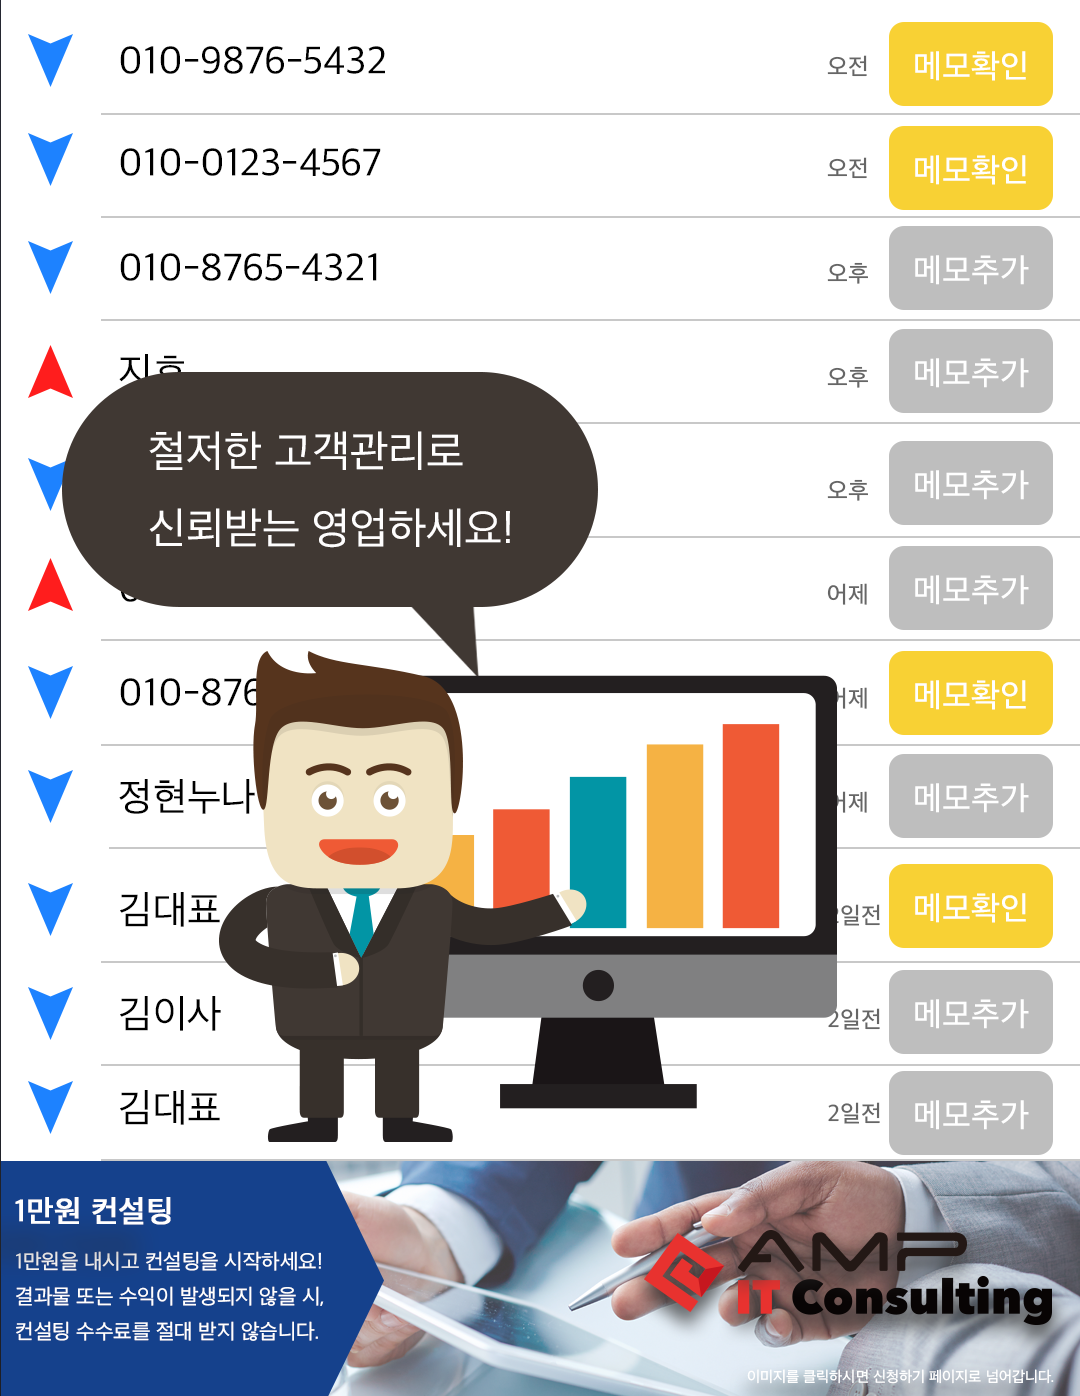 010-9876-5432 오전 메모확인
010-0123-4567 오전 메모확인
010-8765-4321 오후 메모추가
오후 메모추가
철저한 고객관리로
오후 메모추가
신뢰받는 영업하세요!
어제 메모추가
010-876 어제 메모확인
정현누나 어제 메모추가
김대표 2일전 메모확인
김이사 2일전 메모추가
김대표 2일전 메모추가
1만원 컨설팅
1만원을 내시고 컨설팅을 시작하세요!
결과물 또는 수익이 발생되지 않을 시,
컨설팅 수수료를 절대 받지 않습니다.
AMP
IT Consulting
이미지를 클릭하시면 신청하기 페이지로 넘어갑니다.